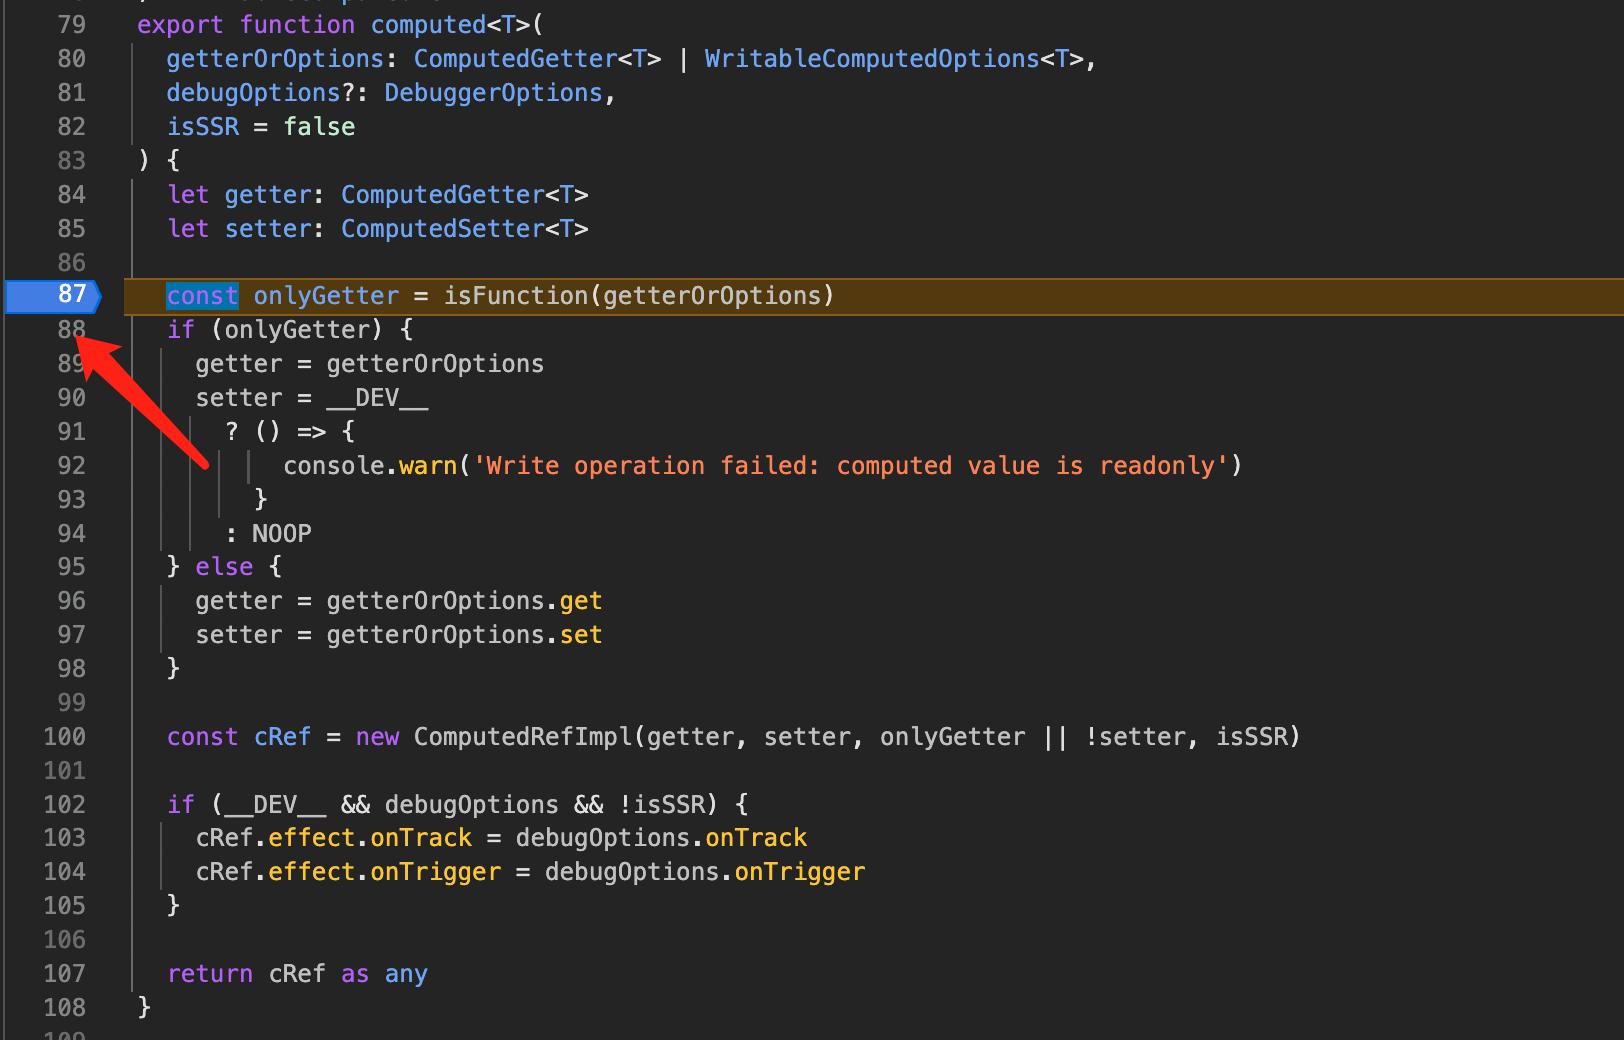 79 export function computed<T>(
80 getterOrOptions: ComputedGetter<T> | WritableComputedOptions<T>,
81 debugOptions?: DebuggerOptions,
82 isSSR = false
83 ) {
84 let getter: ComputedGetter<T>
85 let setter: ComputedSetter<T>
86
87 const onlyGetter = isFunction(getterOrOptions)
88 if (onlyGetter) {
89 getter = getterOrOptions
90 setter = __DEV__
91 ? () => {
92 console.warn('Write operation failed: computed value is readonly')
93 }
94 : NOOP
95 } else {
96 getter = getterOrOptions.get
97 setter = getterOrOptions.set
98 }
99
100 const cRef = new ComputedRefImpl(getter, setter, onlyGetter || !setter, isSSR)
101
102 if (__DEV__ && debugOptions && !isSSR) {
103 cRef.effect.onTrack = debugOptions.onTrack
104 cRef.effect.onTrigger = debugOptions.onTrigger
105 }
106
107 return cRef as any
108 }
109